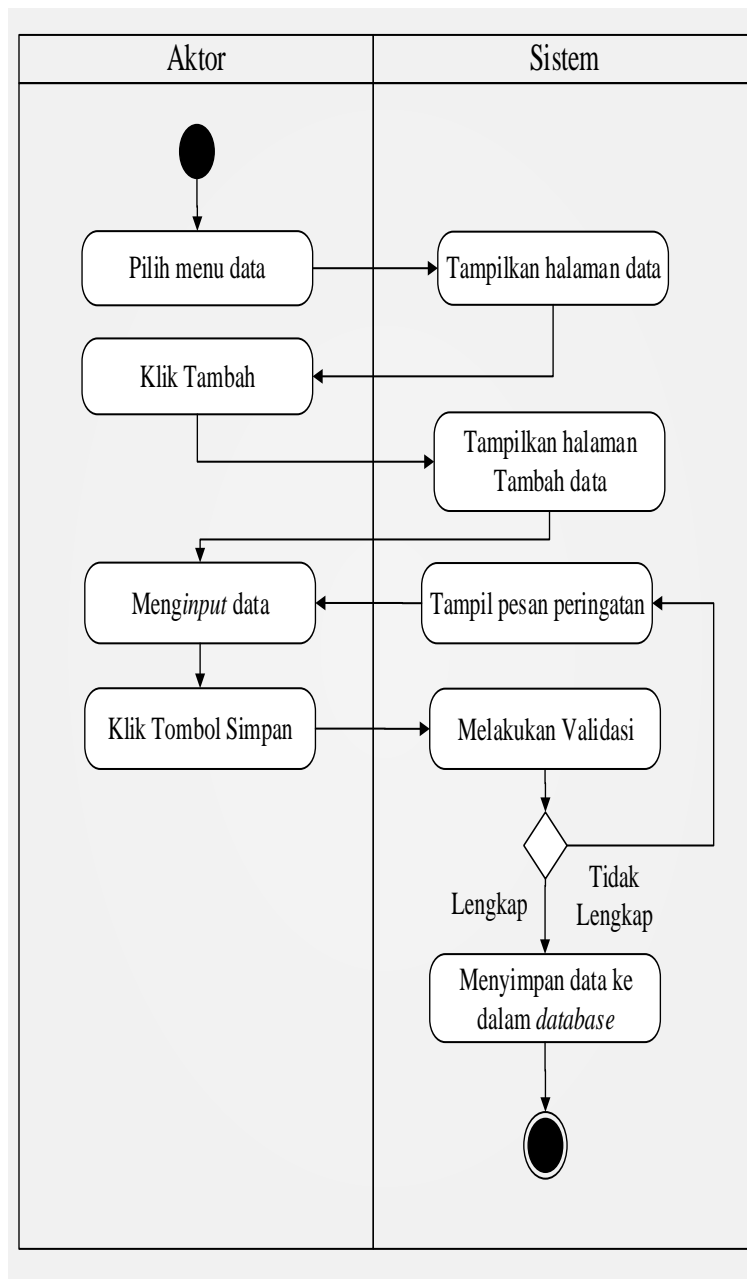 Aktor
Sistem
Pilih menu data
Tampilkan halaman data
Klik Tambah
Tampilkan halaman
Tambah data
Menginput data
Tampil pesan peringatan
Klik Tombol Simpan
Melakukan Validasi
Lengkap
Tidak
Lengkap
Menyimpan data ke
dalam database